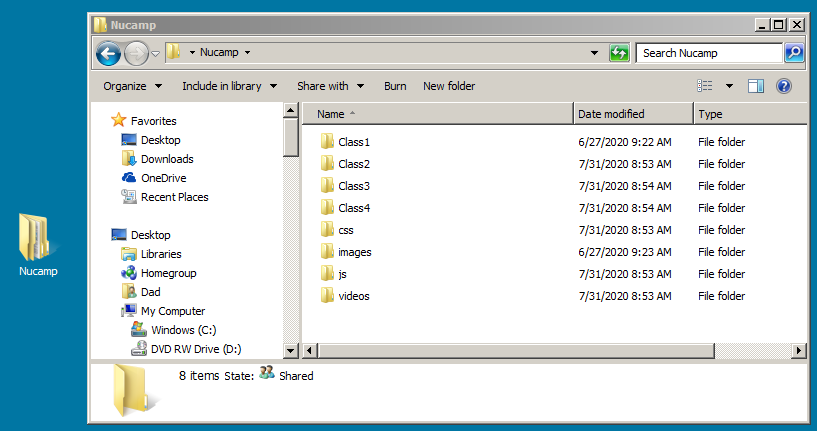 Nucamp
Nucamp
Search Nucamp
Organize Include in library Share with Burn New folder
Favorites
Desktop
Downloads
OneDrive
Recent Places
Desktop
Libraries
Homegroup
Dad
My Computer
Windows (C:)
DVD RW Drive (D:)
Name Date modified Type
Class1 6/27/2020 9:22 AM File folder
Class2 7/31/2020 8:53 AM File folder
Class3 7/31/2020 8:54 AM File folder
Class4 7/31/2020 8:54 AM File folder
css 7/31/2020 8:53 AM File folder
images 6/27/2020 9:23 AM File folder
js 7/31/2020 8:53 AM File folder
videos 7/31/2020 8:53 AM File folder
8 items State: Shared
Nucamp